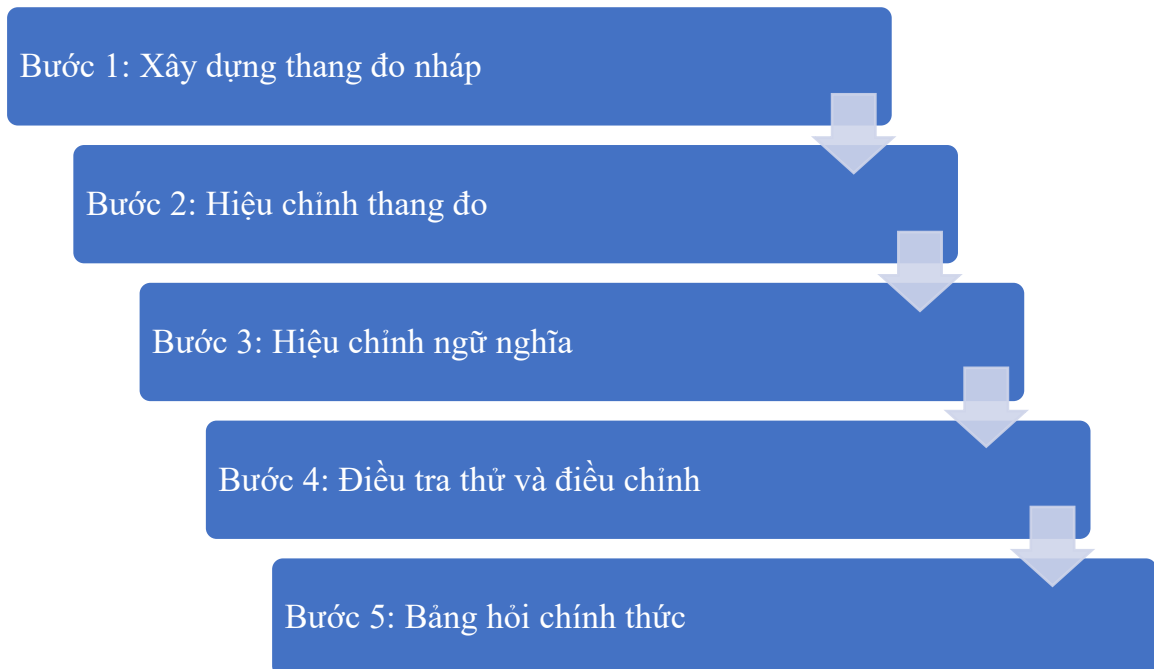 Bước 1: Xây dựng thang đo nháp
Bước 2: Hiệu chỉnh thang đo
Bước 3: Hiệu chỉnh ngữ nghĩa
Bước 4: Điều tra thử và điều chỉnh
Bước 5: Bảng hỏi chính thức